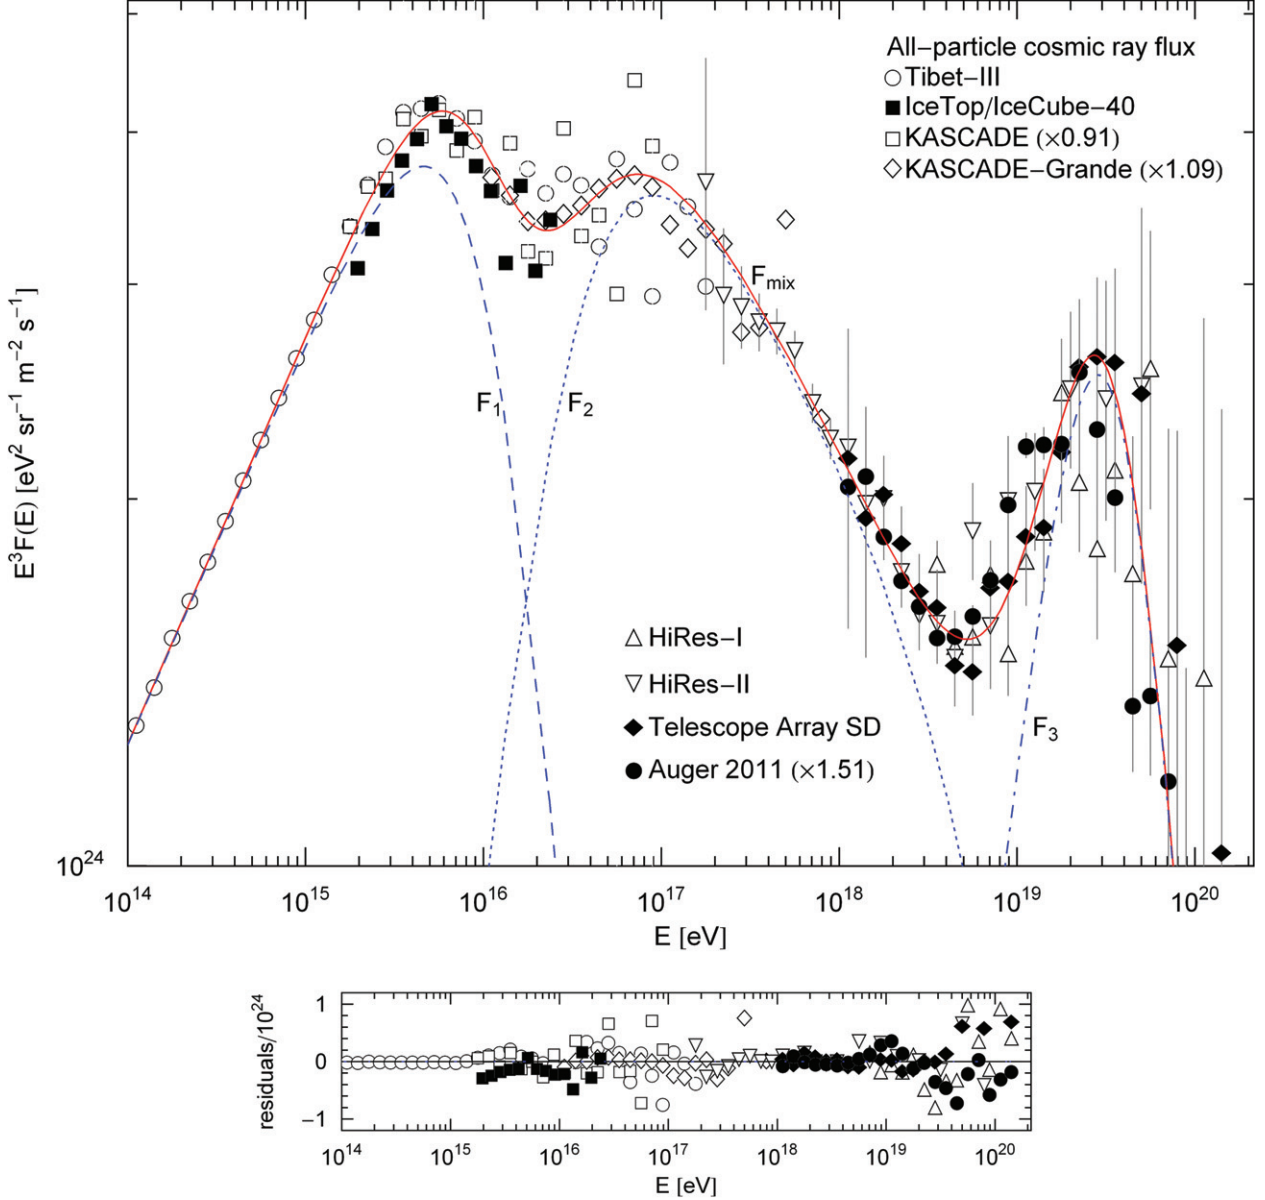 All−particle cosmic ray flux
Tibet−III
IceTop/IceCube−40
KASCADE (×0.91)
KASCADE−Grande (×1.09)
E³F(E) [eV² sr⁻¹ m⁻² s⁻¹]
F₁
F₂
Fmix
F₃
HiRes−I
HiRes−II
Telescope Array SD
Auger 2011 (×1.51)
10²⁴
10¹⁴ 10¹⁵ 10¹⁶ 10¹⁷ 10¹⁸ 10¹⁹ 10²⁰
E [eV]
residuals/10²⁴
1
0
−1
10¹⁴ 10¹⁵ 10¹⁶ 10¹⁷ 10¹⁸ 10¹⁹ 10²⁰
E [eV]